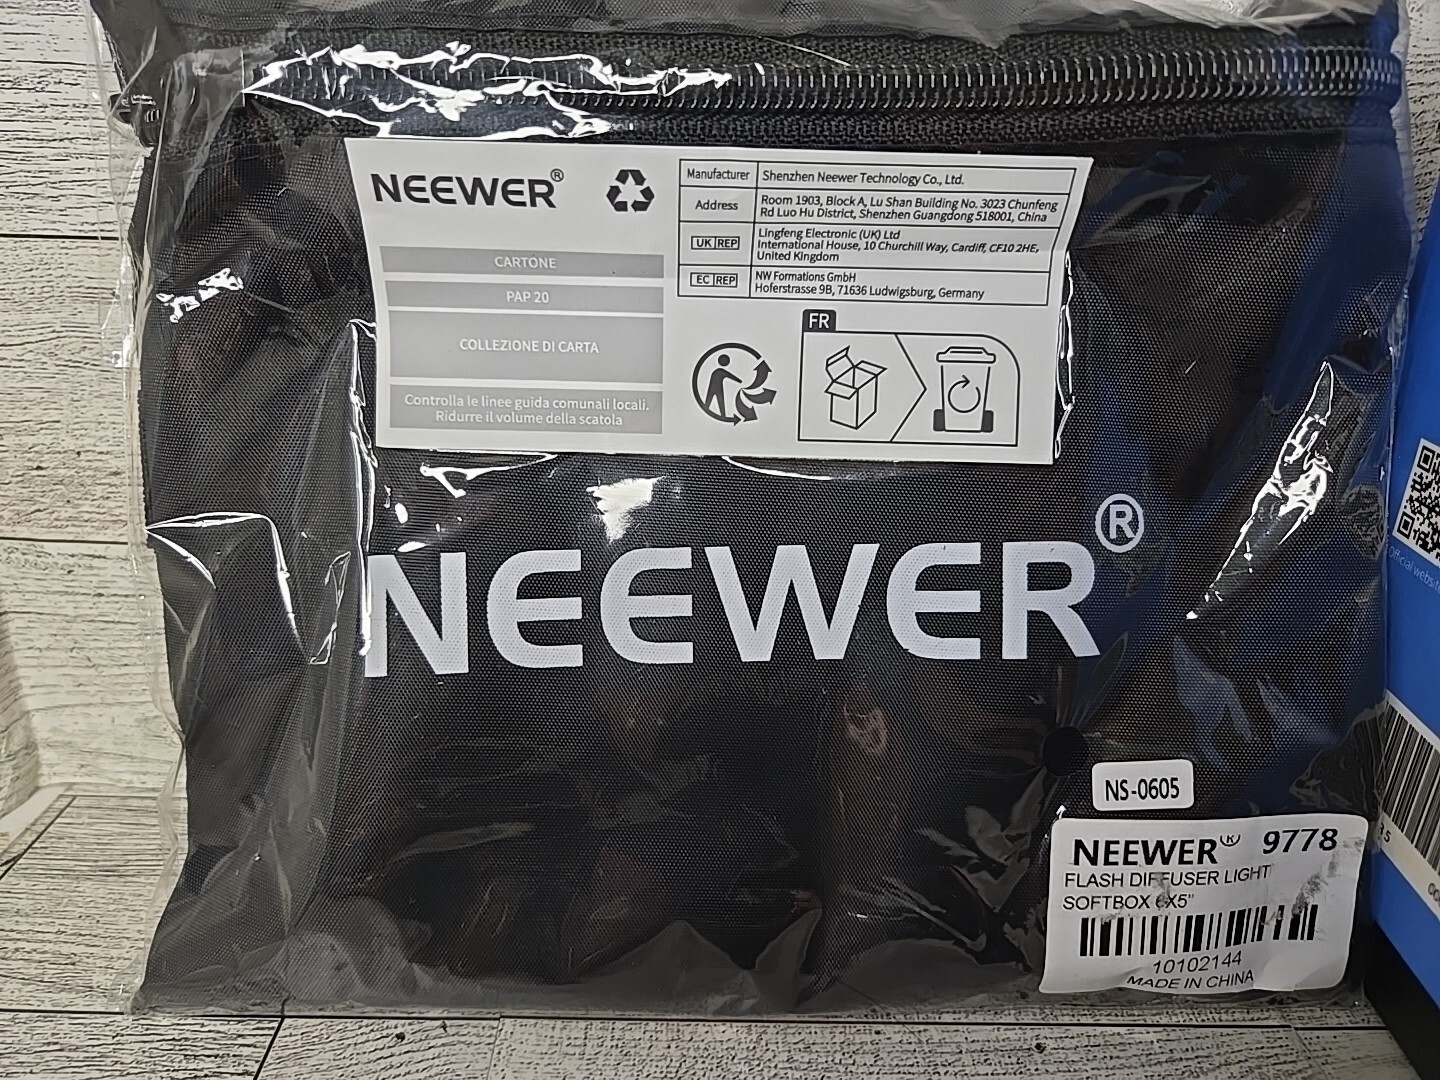 NEEWER®
CARTONE
PAP 20
COLLEZIONE DI CARTA
Controlla le linee guida comunali locali.
Ridurre il volume della scatola
Manufacturer Shenzhen Neewer Technology Co., Ltd.
Address Room 1903, Block A, Lu Shan Building No. 3023 Chunfeng
Rd Luo Hu District, Shenzhen Guangdong 518001, China
UK REP Lingfeng Electronic (UK) Ltd
International House, 10 Churchill Way, Cardiff, CF10 2HE,
United Kingdom
EC REP NW Formations GmbH
Hoferstrasse 9B, 71636 Ludwigsburg, Germany
FR
NEEWER®
NS-0605
NEEWER® 9778
FLASH DIFFUSER LIGHT
SOFTBOX 6X5"
10102144
MADE IN CHINA
Official website